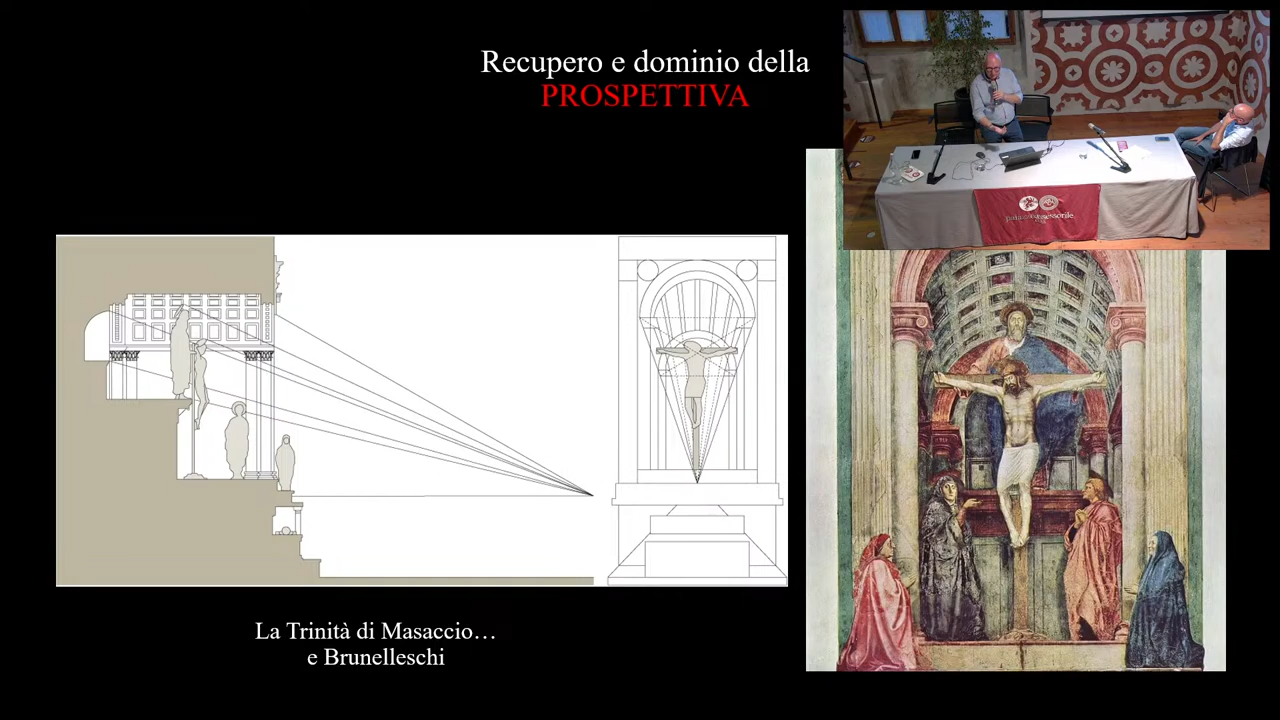 Recupero e dominio della
PROSPETTIVA
La Trinità di Masaccio…
e Brunelleschi